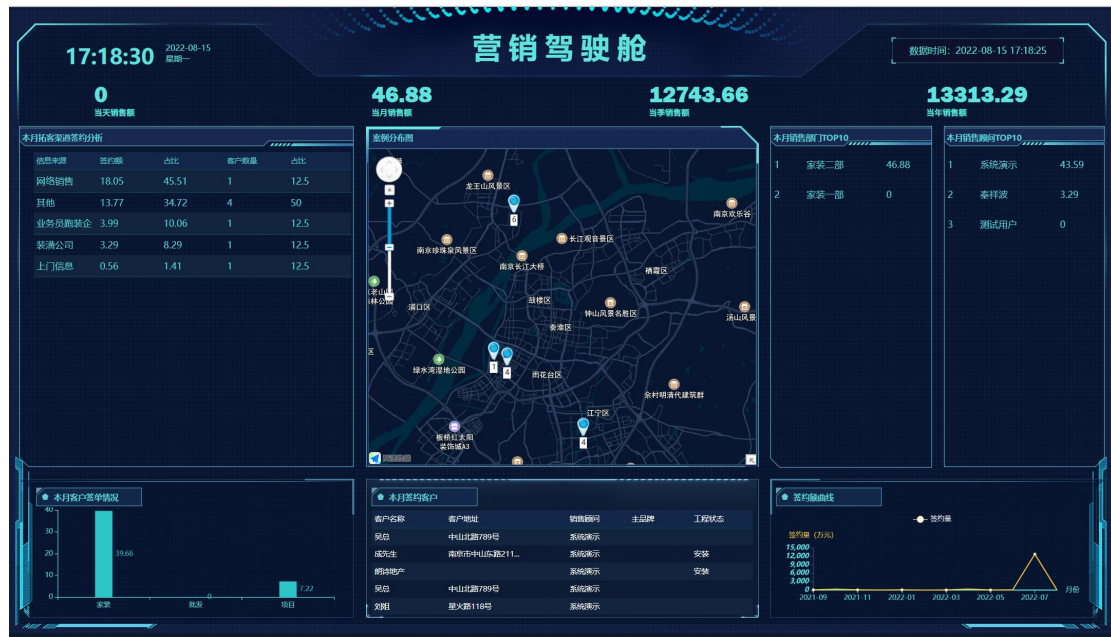 营销驾驶舱
17:18:30
2022-08-15
星期一
数据时间：2022-08-15 17:18:25
0
当天销售额
46.88
当月销售额
12743.66
当季销售额
13313.29
当年销售额
本月拓客渠道签约分析
信息来源 签约额 占比 客户数量 占比
网络销售 18.05 45.51 1 12.5
其他 13.77 34.72 4 50
业务员跑装企 3.99 10.06 1 12.5
装潢公司 3.29 8.29 1 12.5
上门信息 0.56 1.41 1 12.5
案例分布图
龙王山风景区
6
南京欢乐谷
长江观音景区
南京珍珠泉风景区
南京长江大桥
栖霞区
老山
林公园
浦口区
鼓楼区
钟山风景名胜区
汤山风景
秦淮区
区
绿水湾湿地公园
1
4
雨花台区
佘村明清代建筑群
江宁区
4
板桥红太阳
装饰城A3
本月销售部门TOP10
1 家装二部 46.88
2 家装一部 0
本月销售顾问TOP10
1 系统演示 43.59
2 秦祥波 3.29
3 测试用户 0
本月客户签单情况
40
30
20
10
0
39.66
0
7.22
家装 批发 项目
本月签约客户
客户名称 客户地址 销售顾问 主品牌 工程状态
吴总 中山北路789号 系统演示
成先生 南京市中山东路211... 系统演示 安装
朗诗地产 系统演示 安装
吴总 中山北路789号 系统演示
刘姐 星火路118号 系统演示
签约额曲线
签约量
签约量（万元）
15,000
12,000
9,000
6,000
3,000
0
2021-09 2021-11 2022-01 2022-03 2022-05 2022-07
月份